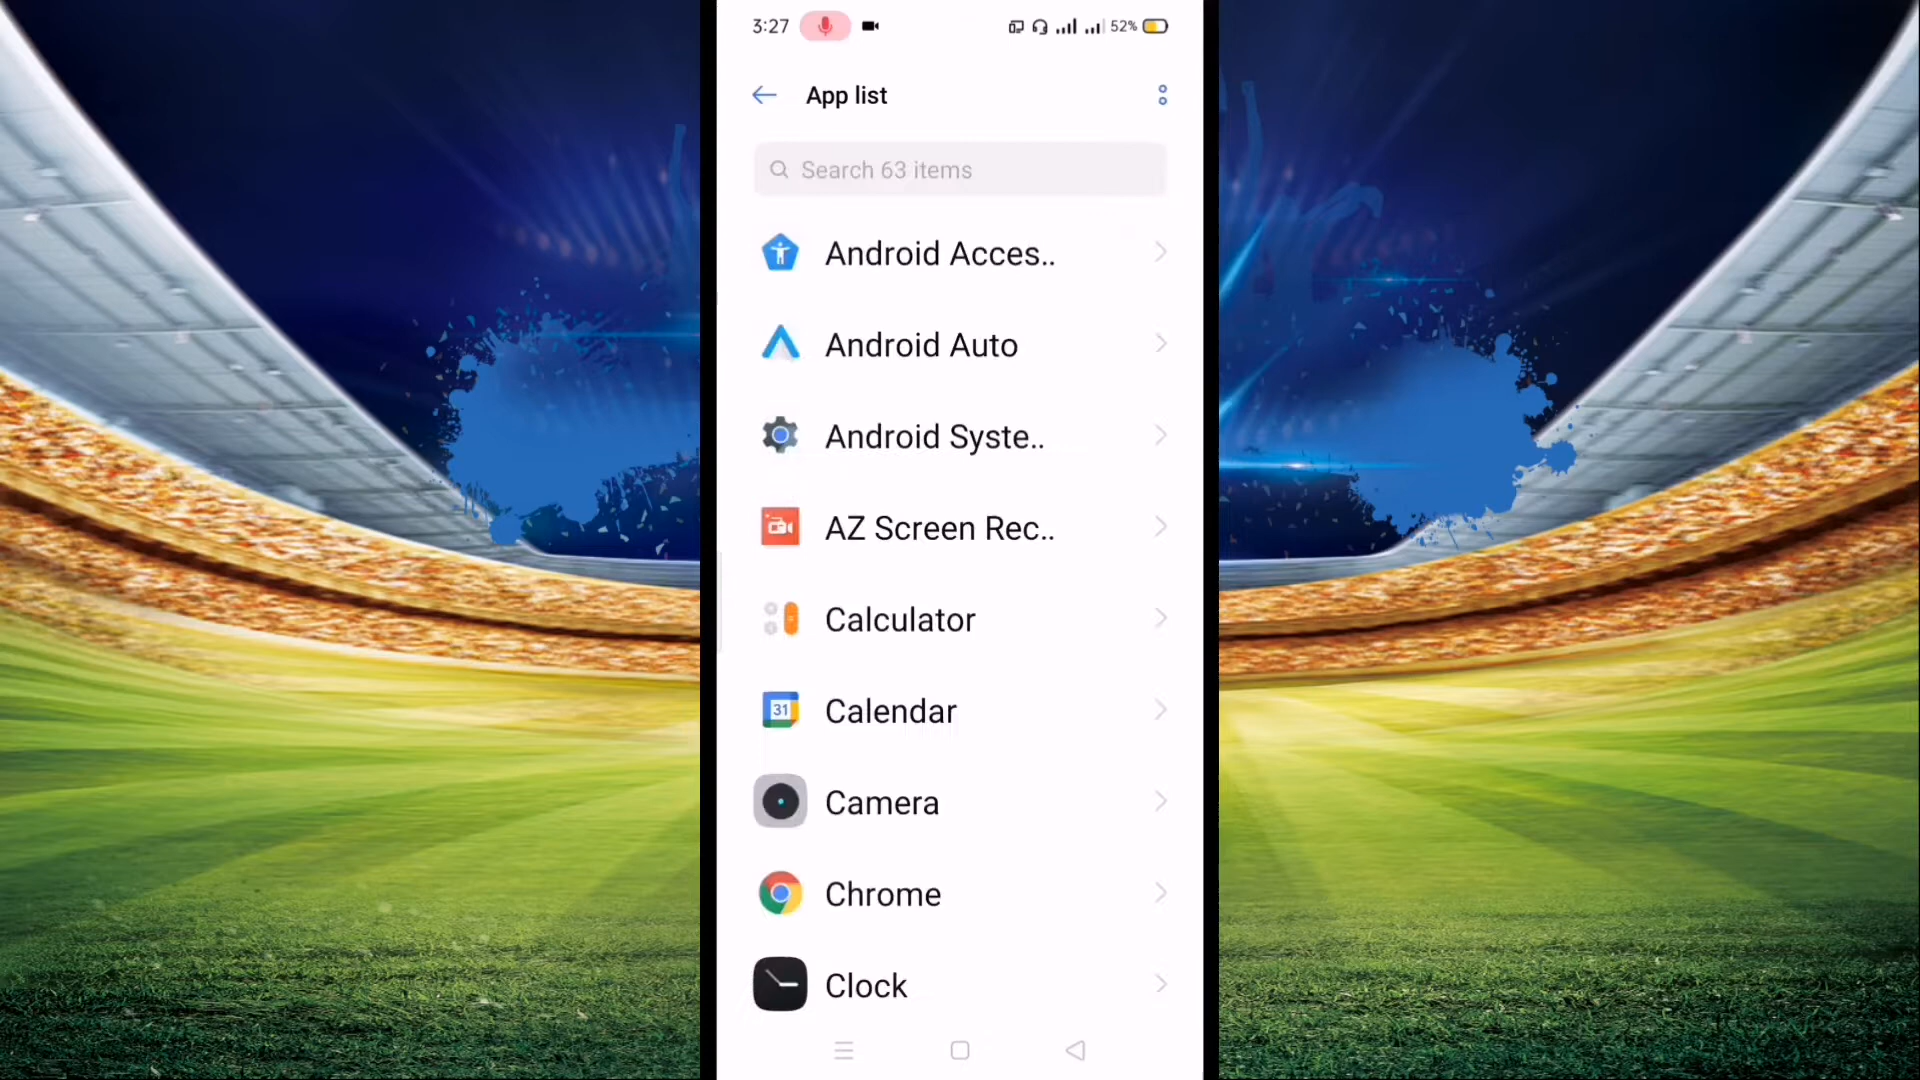 3:27
52%
App list
Search 63 items
Android Acces..
Android Auto
Android Syste..
AZ Screen Rec..
Calculator
31
Calendar
Camera
Chrome
Clock